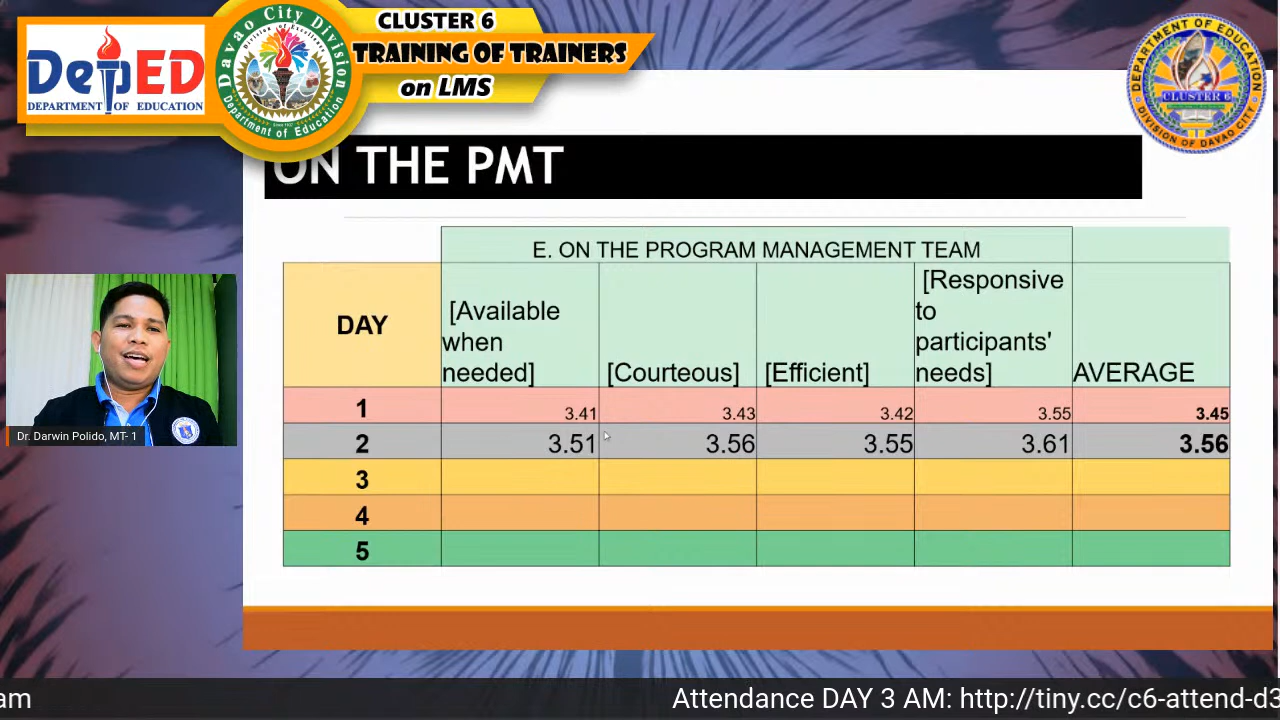 DepED
DEPARTMENT OF EDUCATION
Davao City Division
Division of Excellence
Department of Education
CLUSTER 6
TRAINING OF TRAINERS
on LMS
DEPARTMENT OF EDUCATION
CLUSTER 6
DIVISION OF DAVAO CITY
ON THE PMT
E. ON THE PROGRAM MANAGEMENT TEAM
DAY
[Available
when
needed]
[Courteous]
[Efficient]
[Responsive
to
participants'
needs]
AVERAGE
1 3.41 3.43 3.42 3.55 3.45
2 3.51 3.56 3.55 3.61 3.56
3
4
5
Dr. Darwin Polido, MT- 1
am Attendance DAY 3 AM: http://tiny.cc/c6-attend-d3